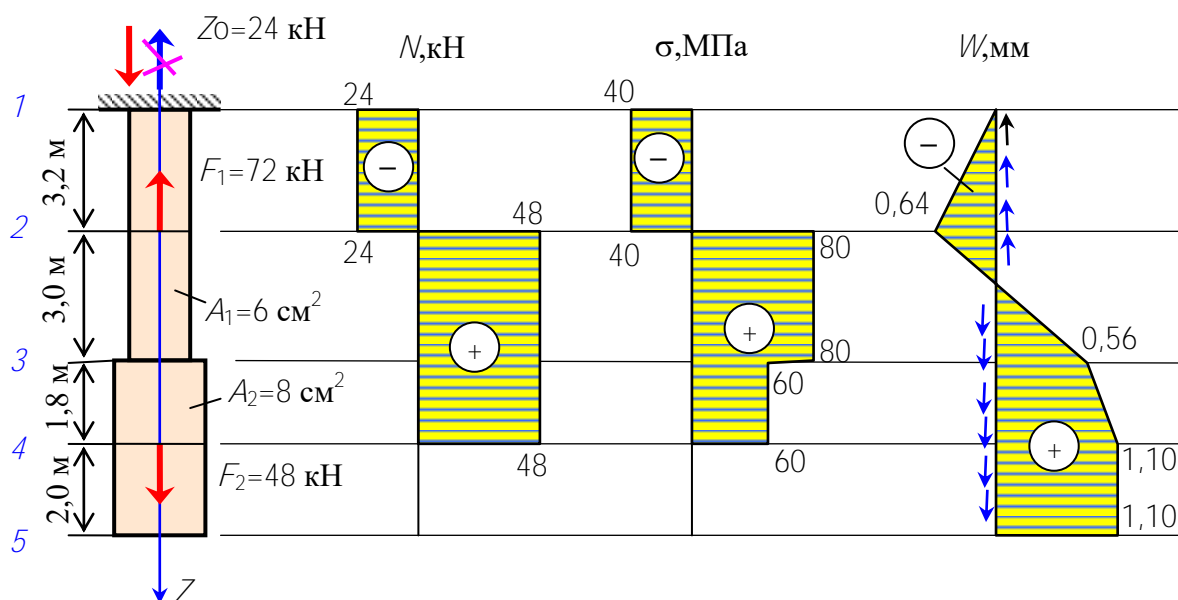 Zo=24 кН
N,кН
σ,МПа
W,мм
1
24
40
3,2 м
F₁=72 кН
–
–
–
48
0,64
2
24
40
80
3,0 м
A₁=6 см²
+
+
0,56
3
80
1,8 м
A₂=8 см²
60
4
48
60
+
1,10
2,0 м
F₂=48 кН
1,10
5
Z